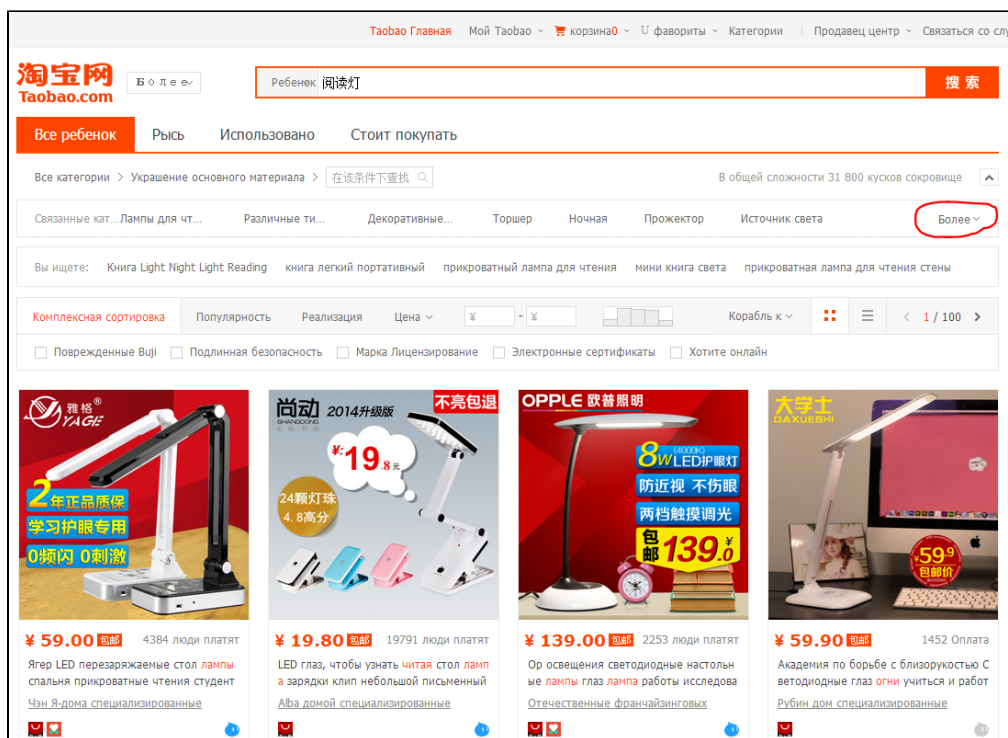 Taobao Главная Мой Taobao корзина0 фавориты Категории Продавец центр Связаться со слу
淘宝网
Taobao.com
Более
Ребенок 阅读灯
搜 索
Все ребенок Рысь Использовано Стоит покупать
Все категории > Украшение основного материала > 在该条件下查找 В общей сложности 31 800 кусков сокровище
Связанные кат... Лампы для чт... Различные ти... Декоративные... Торшер Ночная Прожектор Источник света Более
Вы ищете: Книга Light Night Light Reading книга легкий портативный прикроватный лампа для чтения мини книга света прикроватная лампа для чтения стены
Комплексная сортировка Популярность Реализация Цена ¥ - ¥ Корабль к < 1 / 100 >
Поврежденные Buji Подлинная безопасность Марка Лицензирование Электронные сертификаты Хотите онлайн
雅格®
YAGE
2年正品质保
学习护眼专用
0频闪 0刺激
¥ 59.00 包邮 4384 люди платят
Ягер LED перезаряжаемые стол лампы
спальня прикроватные чтения студент
Чэн Я-дома специализированные
尚动 2014升级版
SHANGDONG
不亮包退
¥:19.8元
24颗灯珠
4.8高分
¥ 19.80 包邮 19791 люди платят
LED глаз, чтобы узнать читая стол ламп
а зарядки клип небольшой письменный
Alba домой специализированные
OPPLE 欧普照明
8W(4000K)LED护眼灯
防近视 不伤眼
两档触摸调光
包邮139.0¥
¥ 139.00 包邮 2253 люди платят
Ор освещения светодиодные настольн
ые лампы глаз лампа работы исследова
Отечественные франчайзинговых
大学士
DAXUESHI
¥59.9
包邮价
¥ 59.90 包邮 1452 Оплата
Академия по борьбе с близорукостью С
ветодиодные глаз огни учиться и работ
Рубин дом специализированные